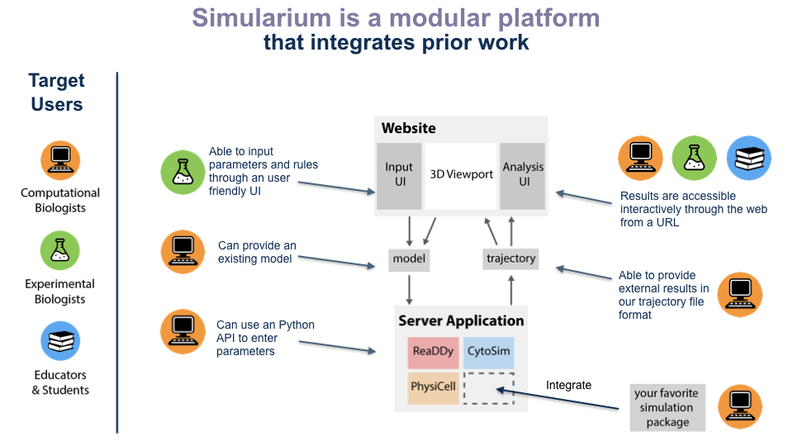 Simularium is a modular platform
that integrates prior work
Target
Users
Computational
Biologists
Experimental
Biologists
Educators
& Students
Able to input
parameters and rules
through an user
friendly UI
Can provide an
existing model
Can use an Python
API to enter
parameters
Website
Input
UI
3D Viewport
Analysis
UI
model
trajectory
Server Application
ReaDDy
CytoSim
PhysiCell
Results are accessible
interactively through the web
from a URL
Able to provide
external results in
our trajectory file
format
Integrate
your favorite
simulation
package